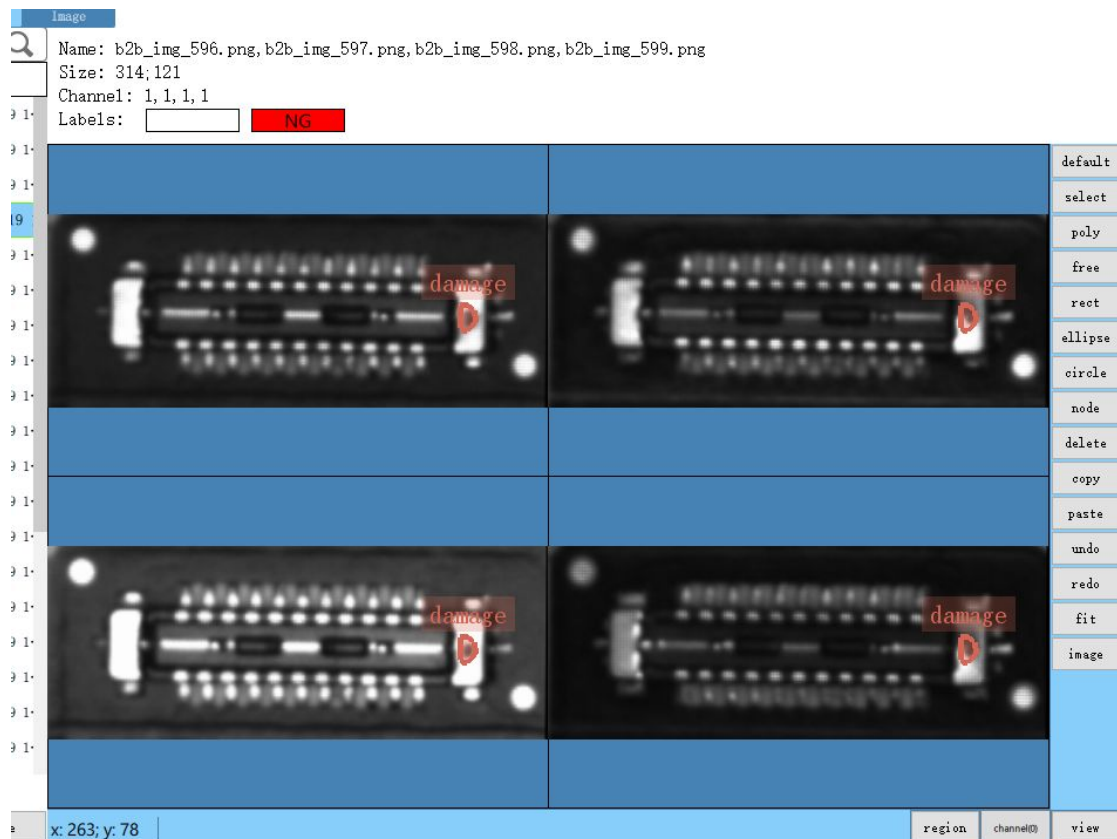 Image
Name: b2b_img_596.png,b2b_img_597.png,b2b_img_598.png,b2b_img_599.png
Size: 314;121
Channel: 1,1,1,1
Labels: NG
default
select
poly
free
rect
ellipse
circle
node
delete
copy
paste
undo
redo
fit
image
damage
damage
damage
damage
x: 263; y: 78
region
channel(0)
view